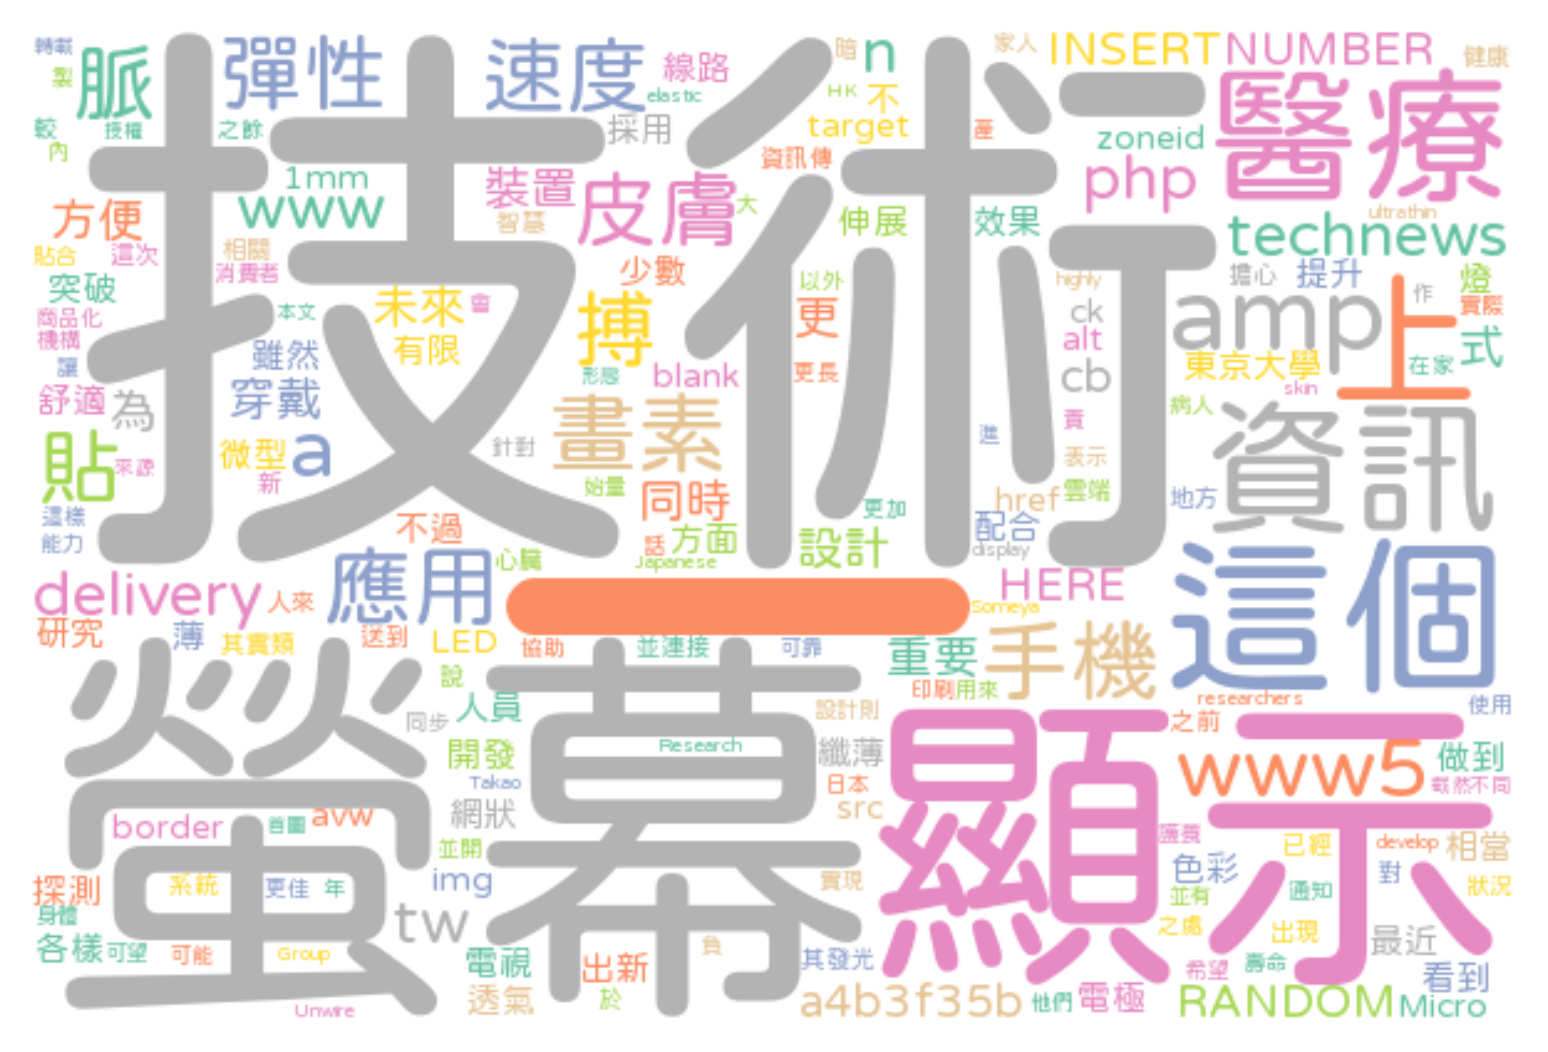 轉載 脈 彈性 速度 線路 暗 n 家人 INSERT NUMBER 健康
製 elastic HK 不
較 授權 之餘 採用 target 產 zoneid 醫療
內 技術 資訊傳
1mm 裝置 皮膚 php
方便 www 智慧 大 伸展 效果 ultrathin
貼合 這次 相關 technews
消費者 少數 以外 highly 擔心 提升 燈
突破 未來 會 搏 更 ck amp 作 實際
商品化 本文 上
機構 有限 alt 式
讓 雖然 形態 blank 更長 cb 東京大學 在家
舒適 為 穿戴 skin
畫素 責 病人
貼 來源 微型 a 針對 進 表示 資訊
新 始量 同時 href 雲端 地方
這樣 不過 更加 配合
能力 話 方面 設計 display
心臟 Japanese
delivery 人來 應用 一 HERE 這個
研究 薄 其實類 送到 LED 協助 並連接 可靠 Someya 重要 手機
說 印刷 用來 researchers 使用
螢幕 同步 人員 設計則 之前
開發 Research 纖薄 顯示 www5 做到
Takao 日本 截然不同
border 首圖 avw 網狀 src
並開 已經 develop 相當
探測 系統 更佳 年 img 實現 色彩 對 狀況
身體 tw 並有 通知
各樣 可望 可能 Group 電視 出新 負 其發光 之處 出現 最近
希望 壽命 看到
Unwire 透氣 於 a4b3f35b 他們 電極 RANDOM Micro